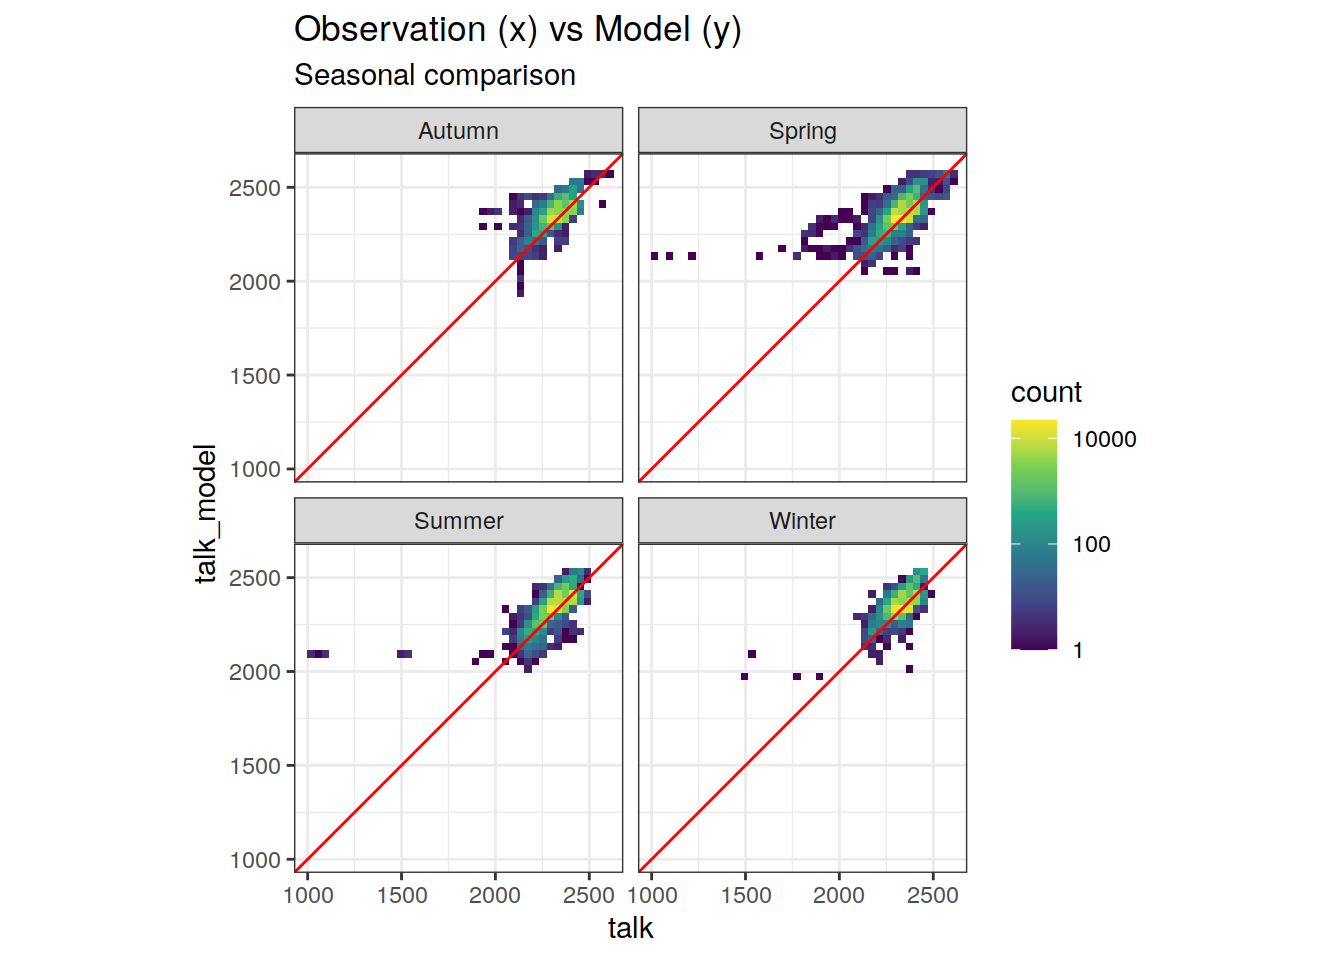 Observation (x) vs Model (y)
Seasonal comparison
Autumn
Spring
2500
2000
1500
1000
Summer
Winter
2500
2000
1500
1000
1000 1500 2000 2500
1000 1500 2000 2500
talk
talk_model
count
10000
100
1